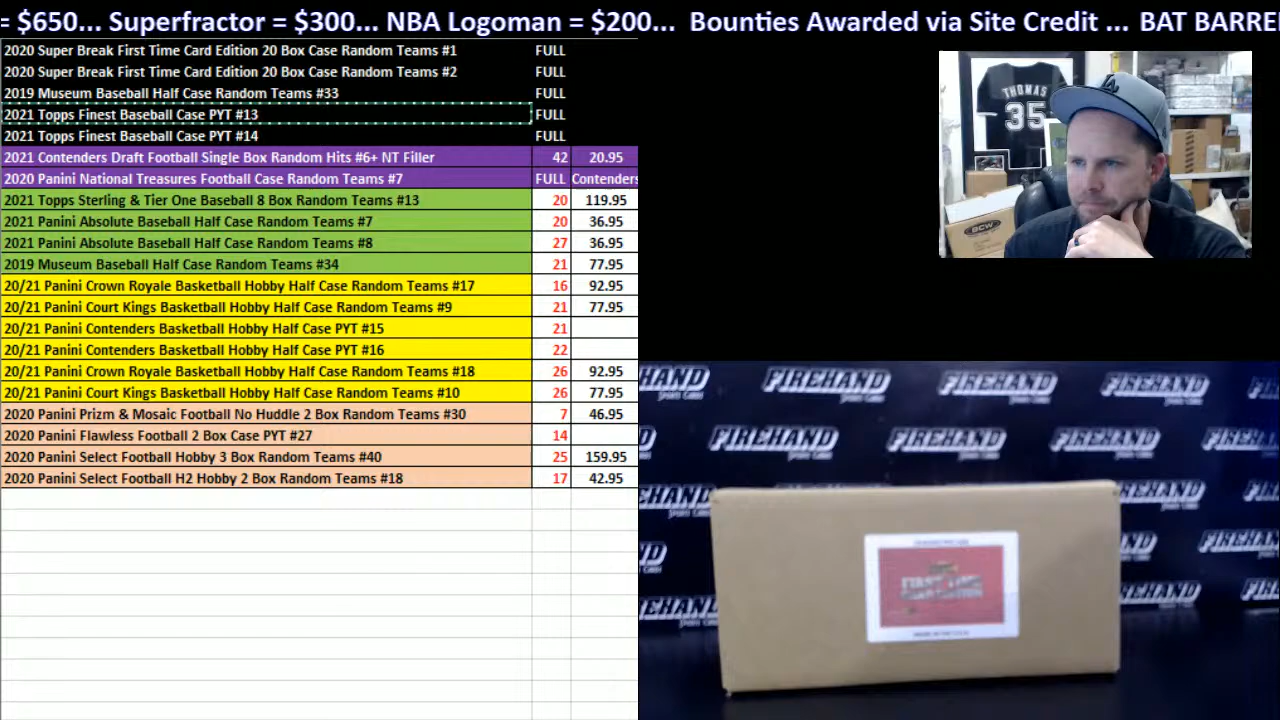 = $650... Superfractor = $300... NBA Logoman = $200... Bounties Awarded via Site Credit ... BAT BARRE
2020 Super Break First Time Card Edition 20 Box Case Random Teams #1 FULL
2020 Super Break First Time Card Edition 20 Box Case Random Teams #2 FULL
2019 Museum Baseball Half Case Random Teams #33 FULL
2021 Topps Finest Baseball Case PYT #13 FULL
2021 Topps Finest Baseball Case PYT #14 FULL
2021 Contenders Draft Football Single Box Random Hits #6+ NT Filler 42 20.95
2020 Panini National Treasures Football Case Random Teams #7 FULL Contenders
2021 Topps Sterling & Tier One Baseball 8 Box Random Teams #13 20 119.95
2021 Panini Absolute Baseball Half Case Random Teams #7 20 36.95
2021 Panini Absolute Baseball Half Case Random Teams #8 27 36.95
2019 Museum Baseball Half Case Random Teams #34 21 77.95
20/21 Panini Crown Royale Basketball Hobby Half Case Random Teams #17 16 92.95
20/21 Panini Court Kings Basketball Hobby Half Case Random Teams #9 21 77.95
20/21 Panini Contenders Basketball Hobby Half Case PYT #15 21
20/21 Panini Contenders Basketball Hobby Half Case PYT #16 22
20/21 Panini Crown Royale Basketball Hobby Half Case Random Teams #18 26 92.95
20/21 Panini Court Kings Basketball Hobby Half Case Random Teams #10 26 77.95
2020 Panini Prizm & Mosaic Football No Huddle 2 Box Random Teams #30 7 46.95
2020 Panini Flawless Football 2 Box Case PYT #27 14
2020 Panini Select Football Hobby 3 Box Random Teams #40 25 159.95
2020 Panini Select Football H2 Hobby 2 Box Random Teams #18 17 42.95
THOMAS
35
LA
BCW
HAND FIREHAND FIREHAND FIREHAND
FIREHAND FIREHAND FIREHAND
FIREHAND
FIREHAND
FIREHAND
FIREHAND
FIRST TIME